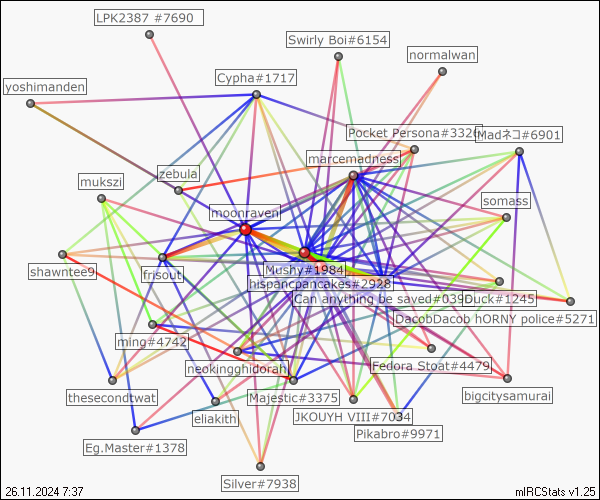 LPK2387 #7690
Swirly Boi#6154
normalwan
Cypha#1717
yoshimanden
Pocket Persona#332
Madネコ#6901
marcemadness
zebula
mukszi
somass
moonraven
Mushy#1984
shawntee9
frisout
hispancpancakes#2928
Can anything be saved#039
Duck#1245
DacobDacob hORNY police#5271
ming#4742
neokingghidorah
Fedora Stoat#4479
thesecondtwat
Majestic#3375
bigcitysamurai
eliakith
JKOUYH VIII#7034
Pikabro#9971
Eg.Master#1378
Silver#7938
26.11.2024 7:37
mIRCStats v1.25